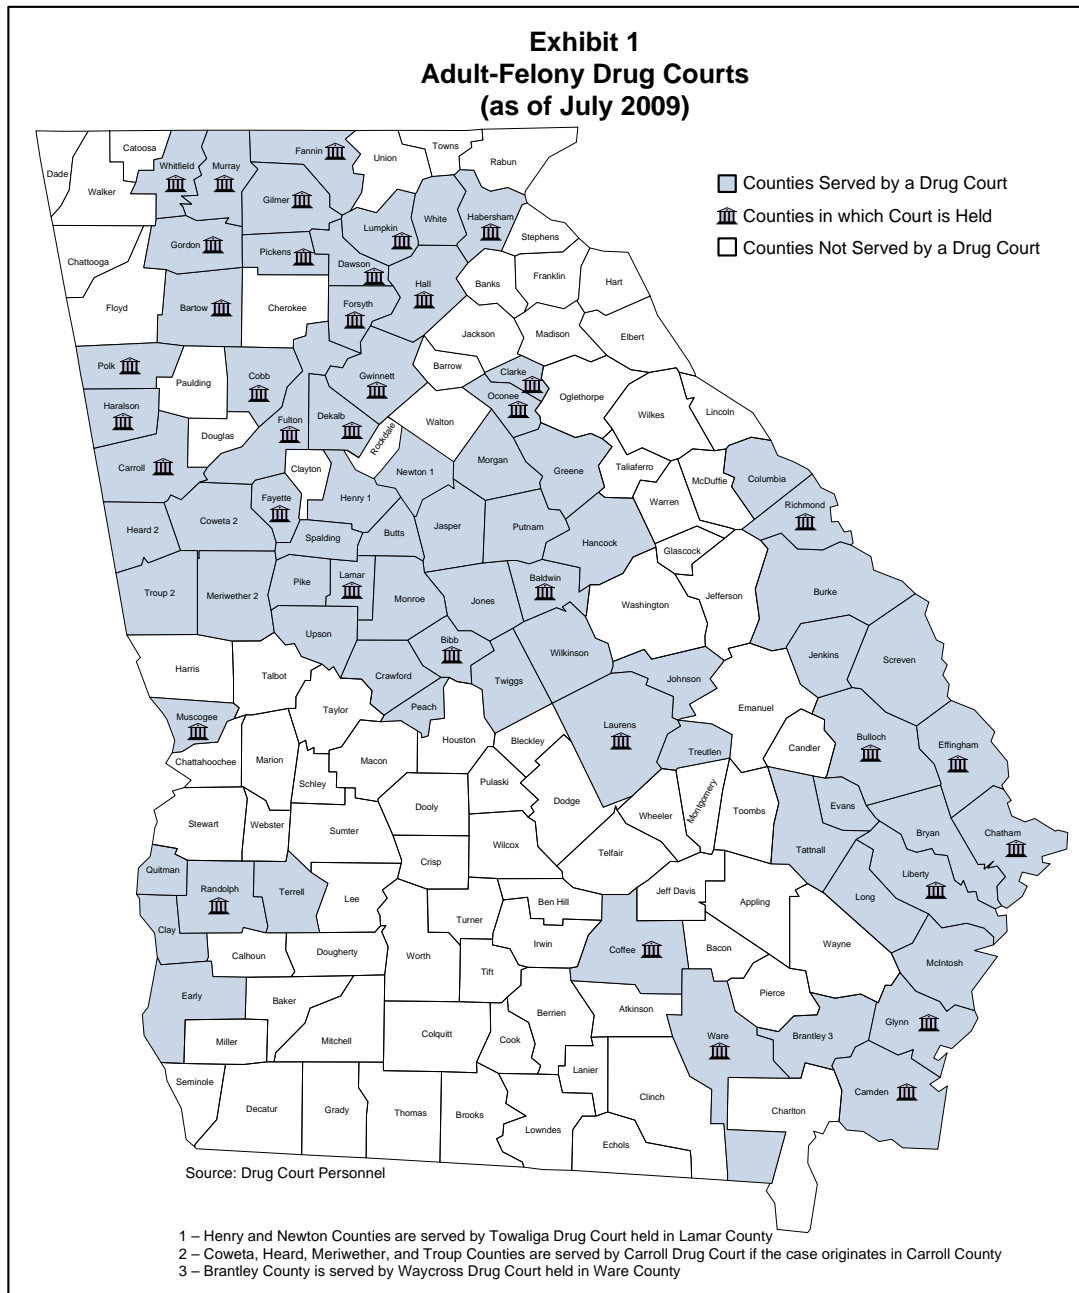 Exhibit 1
Adult-Felony Drug Courts
(as of July 2009)
Counties Served by a Drug Court
Counties in which Court is Held
Counties Not Served by a Drug Court
Dade
Catoosa
Walker
Whitfield
Murray
Fannin
Union
Towns
Rabun
Gilmer
Lumpkin
White
Habersham
Stephens
Chattooga
Gordon
Pickens
Dawson
Hall
Banks
Franklin
Hart
Floyd
Bartow
Cherokee
Forsyth
Jackson
Madison
Elbert
Polk
Paulding
Cobb
Gwinnett
Barrow
Clarke
Oconee
Oglethorpe
Wilkes
Lincoln
Haralson
Douglas
Fulton
Dekalb
Rockdale
Walton
Carroll
Clayton
Newton 1
Morgan
Greene
Taliaferro
McDuffie
Columbia
Warren
Richmond
Heard 2
Coweta 2
Fayette
Henry 1
Spalding
Butts
Jasper
Putnam
Hancock
Glascock
Troup 2
Meriwether 2
Pike
Lamar
Monroe
Jones
Baldwin
Washington
Jefferson
Burke
Upson
Bibb
Wilkinson
Jenkins
Screven
Harris
Talbot
Crawford
Twiggs
Johnson
Taylor
Peach
Emanuel
Muscogee
Houston
Bleckley
Laurens
Treutlen
Candler
Bulloch
Effingham
Chattahoochee
Marion
Macon
Schley
Pulaski
Dodge
Wheeler
Montgomery
Toombs
Evans
Bryan
Chatham
Stewart
Webster
Sumter
Dooly
Wilcox
Telfair
Tattnall
Quitman
Randolph
Terrell
Lee
Crisp
Turner
Ben Hill
Jeff Davis
Appling
Long
Liberty
Clay
Calhoun
Dougherty
Worth
Tift
Irwin
Coffee
Bacon
Wayne
McIntosh
Early
Baker
Miller
Mitchell
Colquitt
Cook
Berrien
Atkinson
Pierce
Ware
Brantley 3
Glynn
Seminole
Decatur
Grady
Thomas
Brooks
Lanier
Lowndes
Clinch
Echols
Charlton
Camden
Source: Drug Court Personnel
1 – Henry and Newton Counties are served by Towaliga Drug Court held in Lamar County
2 – Coweta, Heard, Meriwether, and Troup Counties are served by Carroll Drug Court if the case originates in Carroll County
3 – Brantley County is served by Waycross Drug Court held in Ware County